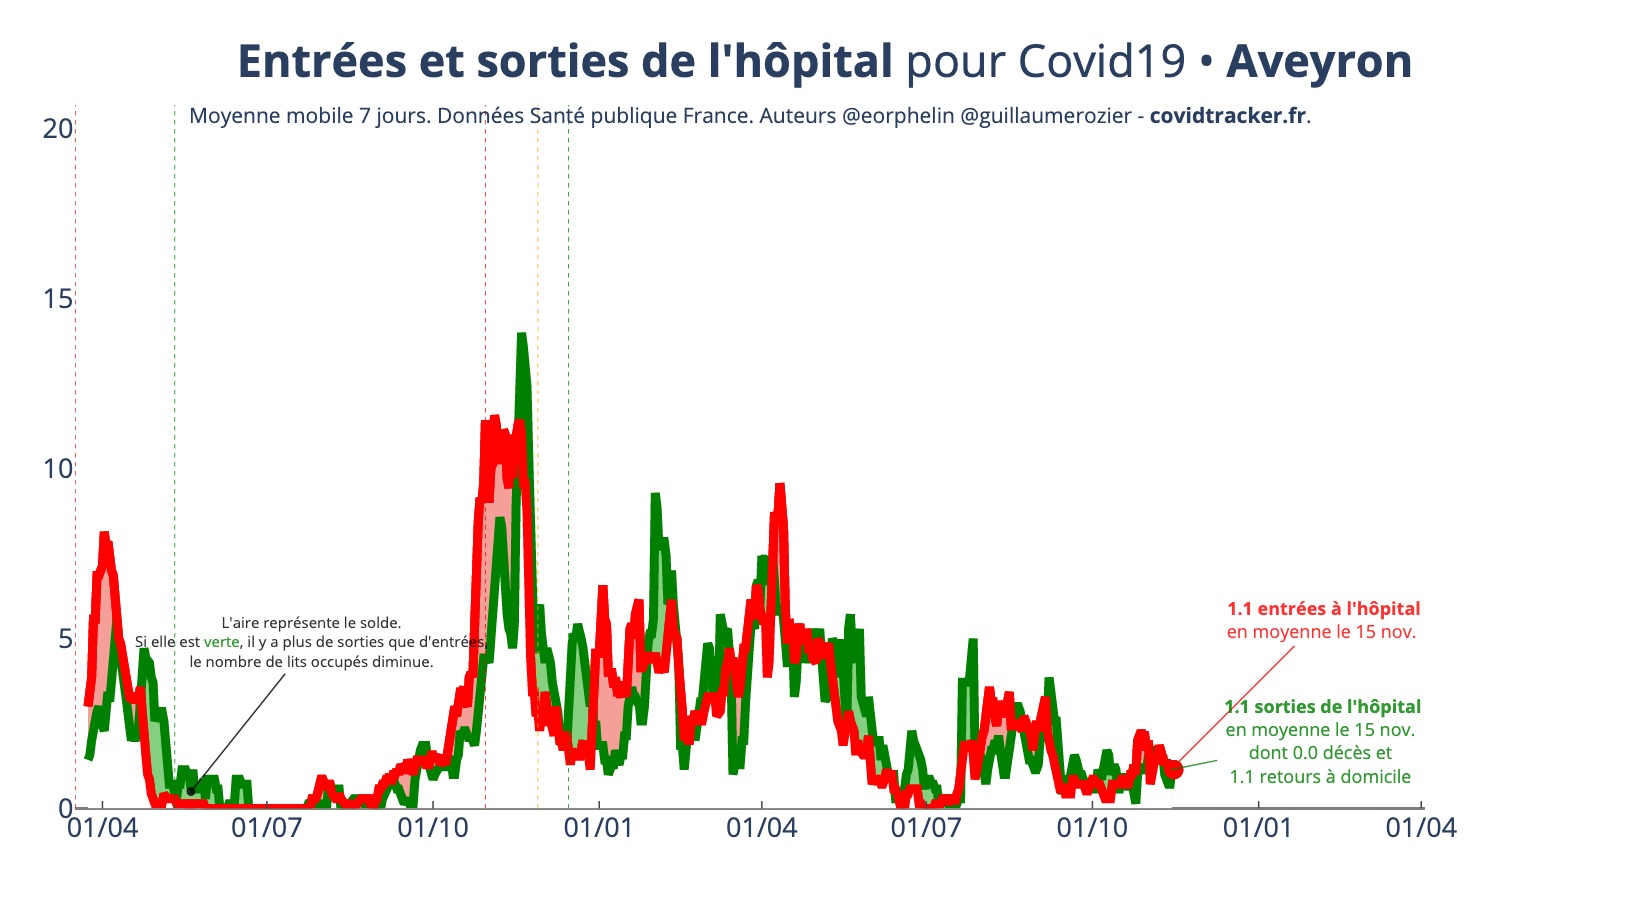 Entrées et sorties de l'hôpital pour Covid19 • Aveyron
Moyenne mobile 7 jours. Données Santé publique France. Auteurs @eorphelin @guillaumerozier - covidtracker.fr.
20
15
10
5
0
L'aire représente le solde.
Si elle est verte, il y a plus de sorties que d'entrées,
le nombre de lits occupés diminue.
1.1 entrées à l'hôpital
en moyenne le 15 nov.
1.1 sorties de l'hôpital
en moyenne le 15 nov.
dont 0.0 décès et
1.1 retours à domicile
01/04 01/07 01/10 01/01 01/04 01/07 01/10 01/01 01/04